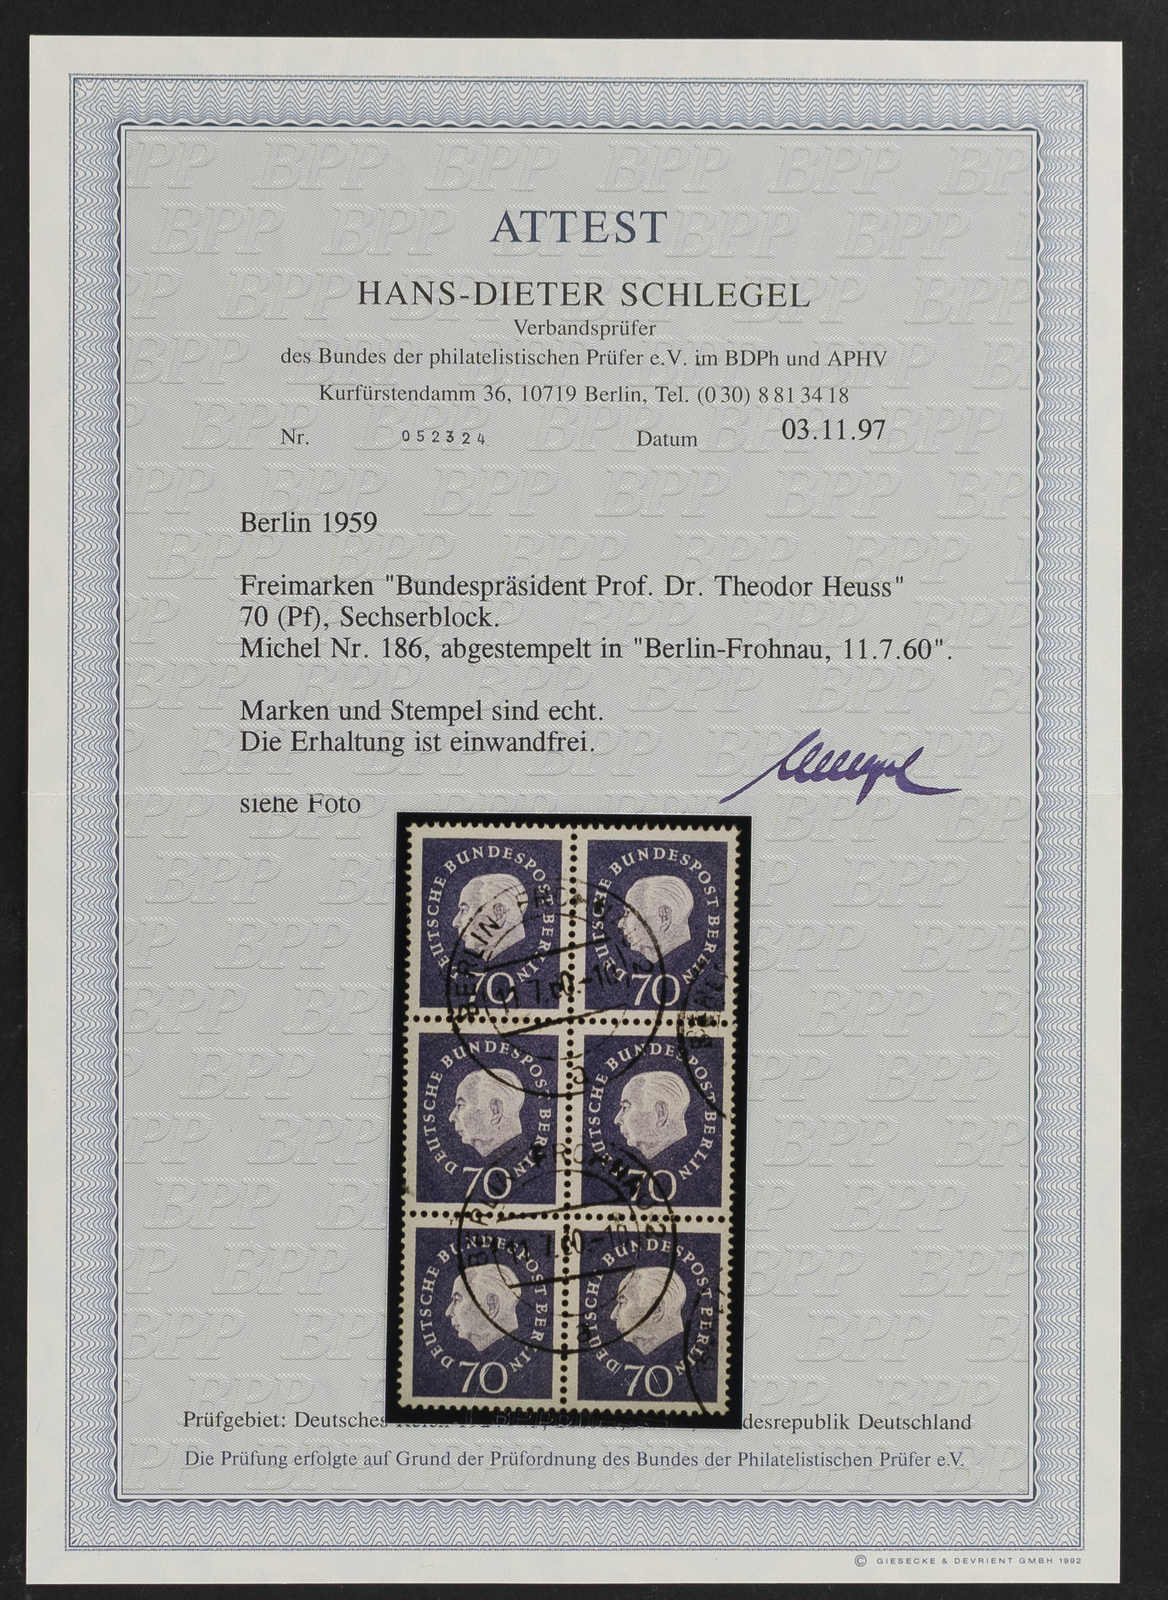 ATTEST
HANS-DIETER SCHLEGEL
Verbandsprüfer
des Bundes der philatelistischen Prüfer e.V. im BDPh und APHV
Kurfürstendamm 36, 10719 Berlin, Tel. (0 30) 8 81 34 18
Nr. 052324 Datum 03.11.97
Berlin 1959
Freimarken "Bundespräsident Prof. Dr. Theodor Heuss"
70 (Pf), Sechserblock.
Michel Nr. 186, abgestempelt in "Berlin-Frohnau, 11.7.60".
Marken und Stempel sind echt.
Die Erhaltung ist einwandfrei.
siehe Foto
DEUTSCHE BUNDESPOST BERLIN
70
DEUTSCHE BUNDESPOST BERLIN
70
DEUTSCHE BUNDESPOST BERLIN
70
DEUTSCHE BUNDESPOST BERLIN
70
DEUTSCHE BUNDESPOST BERLIN
70
DEUTSCHE BUNDESPOST BERLIN
70
Prüfgebiet: Deutsches desrepublik Deutschland
Die Prüfung erfolgte auf Grund der Prüfordnung des Bundes der Philatelistischen Prüfer e.V.
© GIESECKE & DEVRIENT GMBH 1992